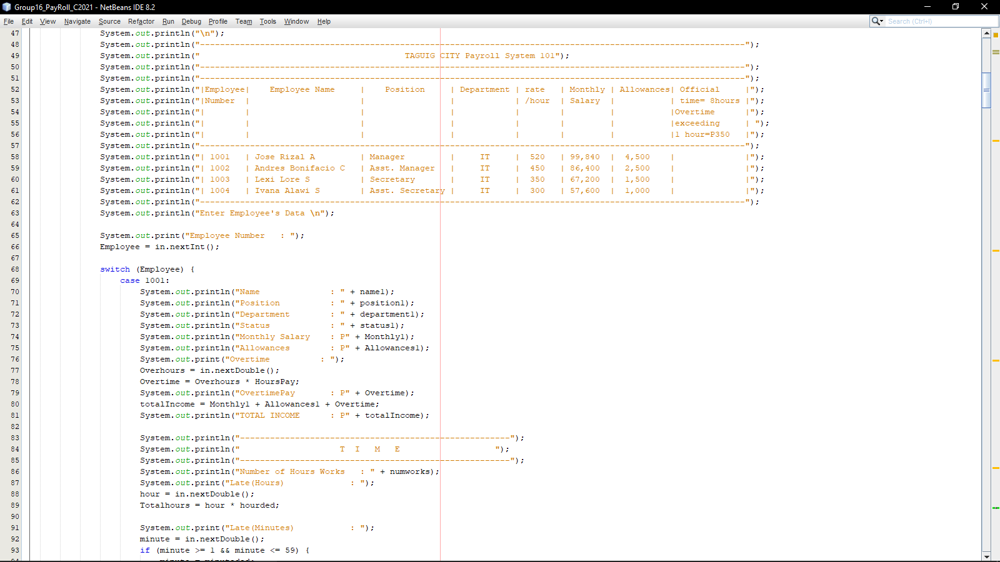 Group16_PayRoll_C2021 - NetBeans IDE 8.2
File Edit View Navigate Source Refactor Run Debug Profile Team Tools Window Help Search (Ctrl+I)
47 System.out.println("\n");
48 System.out.println("-------------------------------------------------------------------------------------------------------------");
49 System.out.println("                                         TAGUIG CITY Payroll System 101");
50 System.out.println("-------------------------------------------------------------------------------------------------------------");
51 System.out.println("-------------------------------------------------------------------------------------------------------------");
52 System.out.println("|Employee|    Employee Name     |    Position     | Department | rate   | Monthly | Allowances| Official     |");
53 System.out.println("|Number  |                      |                 |            | /hour  | Salary  |           | time= 8hours |");
54 System.out.println("|        |                      |                 |            |        |         |           |Overtime      |");
55 System.out.println("|        |                      |                 |            |        |         |           |exceeding     | ");
56 System.out.println("|        |                      |                 |            |        |         |           |1 hour=P350   |");
57 System.out.println("-------------------------------------------------------------------------------------------------------------");
58 System.out.println("| 1001   | Jose Rizal A         | Manager         |     IT     |  520   | 99,840  |  4,500    |              |");
59 System.out.println("| 1002   | Andres Bonifacio C   | Asst. Manager   |     IT     |  450   | 86,400  |  2,500    |              |");
60 System.out.println("| 1003   | Lexi Lore S          | Secretary       |     IT     |  350   | 67,200  |  1,500    |              |");
61 System.out.println("| 1004   | Ivana Alawi S        | Asst. Secretary |     IT     |  300   | 57,600  |  1,000    |              |");
62 System.out.println("-------------------------------------------------------------------------------------------------------------");
63 System.out.println("Enter Employee's Data \n");
64
65 System.out.print("Employee Number   : ");
66 Employee = in.nextInt();
67
68 switch (Employee) {
69 case 1001:
70 System.out.println("Name              : " + name1);
71 System.out.println("Position          : " + position1);
72 System.out.println("Department        : " + department1);
73 System.out.println("Status            : " + status1);
74 System.out.println("Monthly Salary    : P" + Monthly1);
75 System.out.println("Allowances        : P" + Allowances1);
76 System.out.print("Overtime          : ");
77 Overhours = in.nextDouble();
78 Overtime = Overhours * HoursPay;
79 System.out.println("OvertimePay       : P" + Overtime);
80 totalIncome = Monthly1 + Allowances1 + Overtime;
81 System.out.println("TOTAL INCOME      : P" + totalIncome);
82
83 System.out.println("------------------------------------------------------");
84 System.out.println("                    T  I   M   E                   ");
85 System.out.println("------------------------------------------------------");
86 System.out.println("Number of Hours Works   : " + numworks);
87 System.out.print("Late(Hours)             : ");
88 hour = in.nextDouble();
89 Totalhours = hour * hourded;
90
91 System.out.print("Late(Minutes)           : ");
92 minute = in.nextDouble();
93 if (minute >= 1 && minute <= 59) {